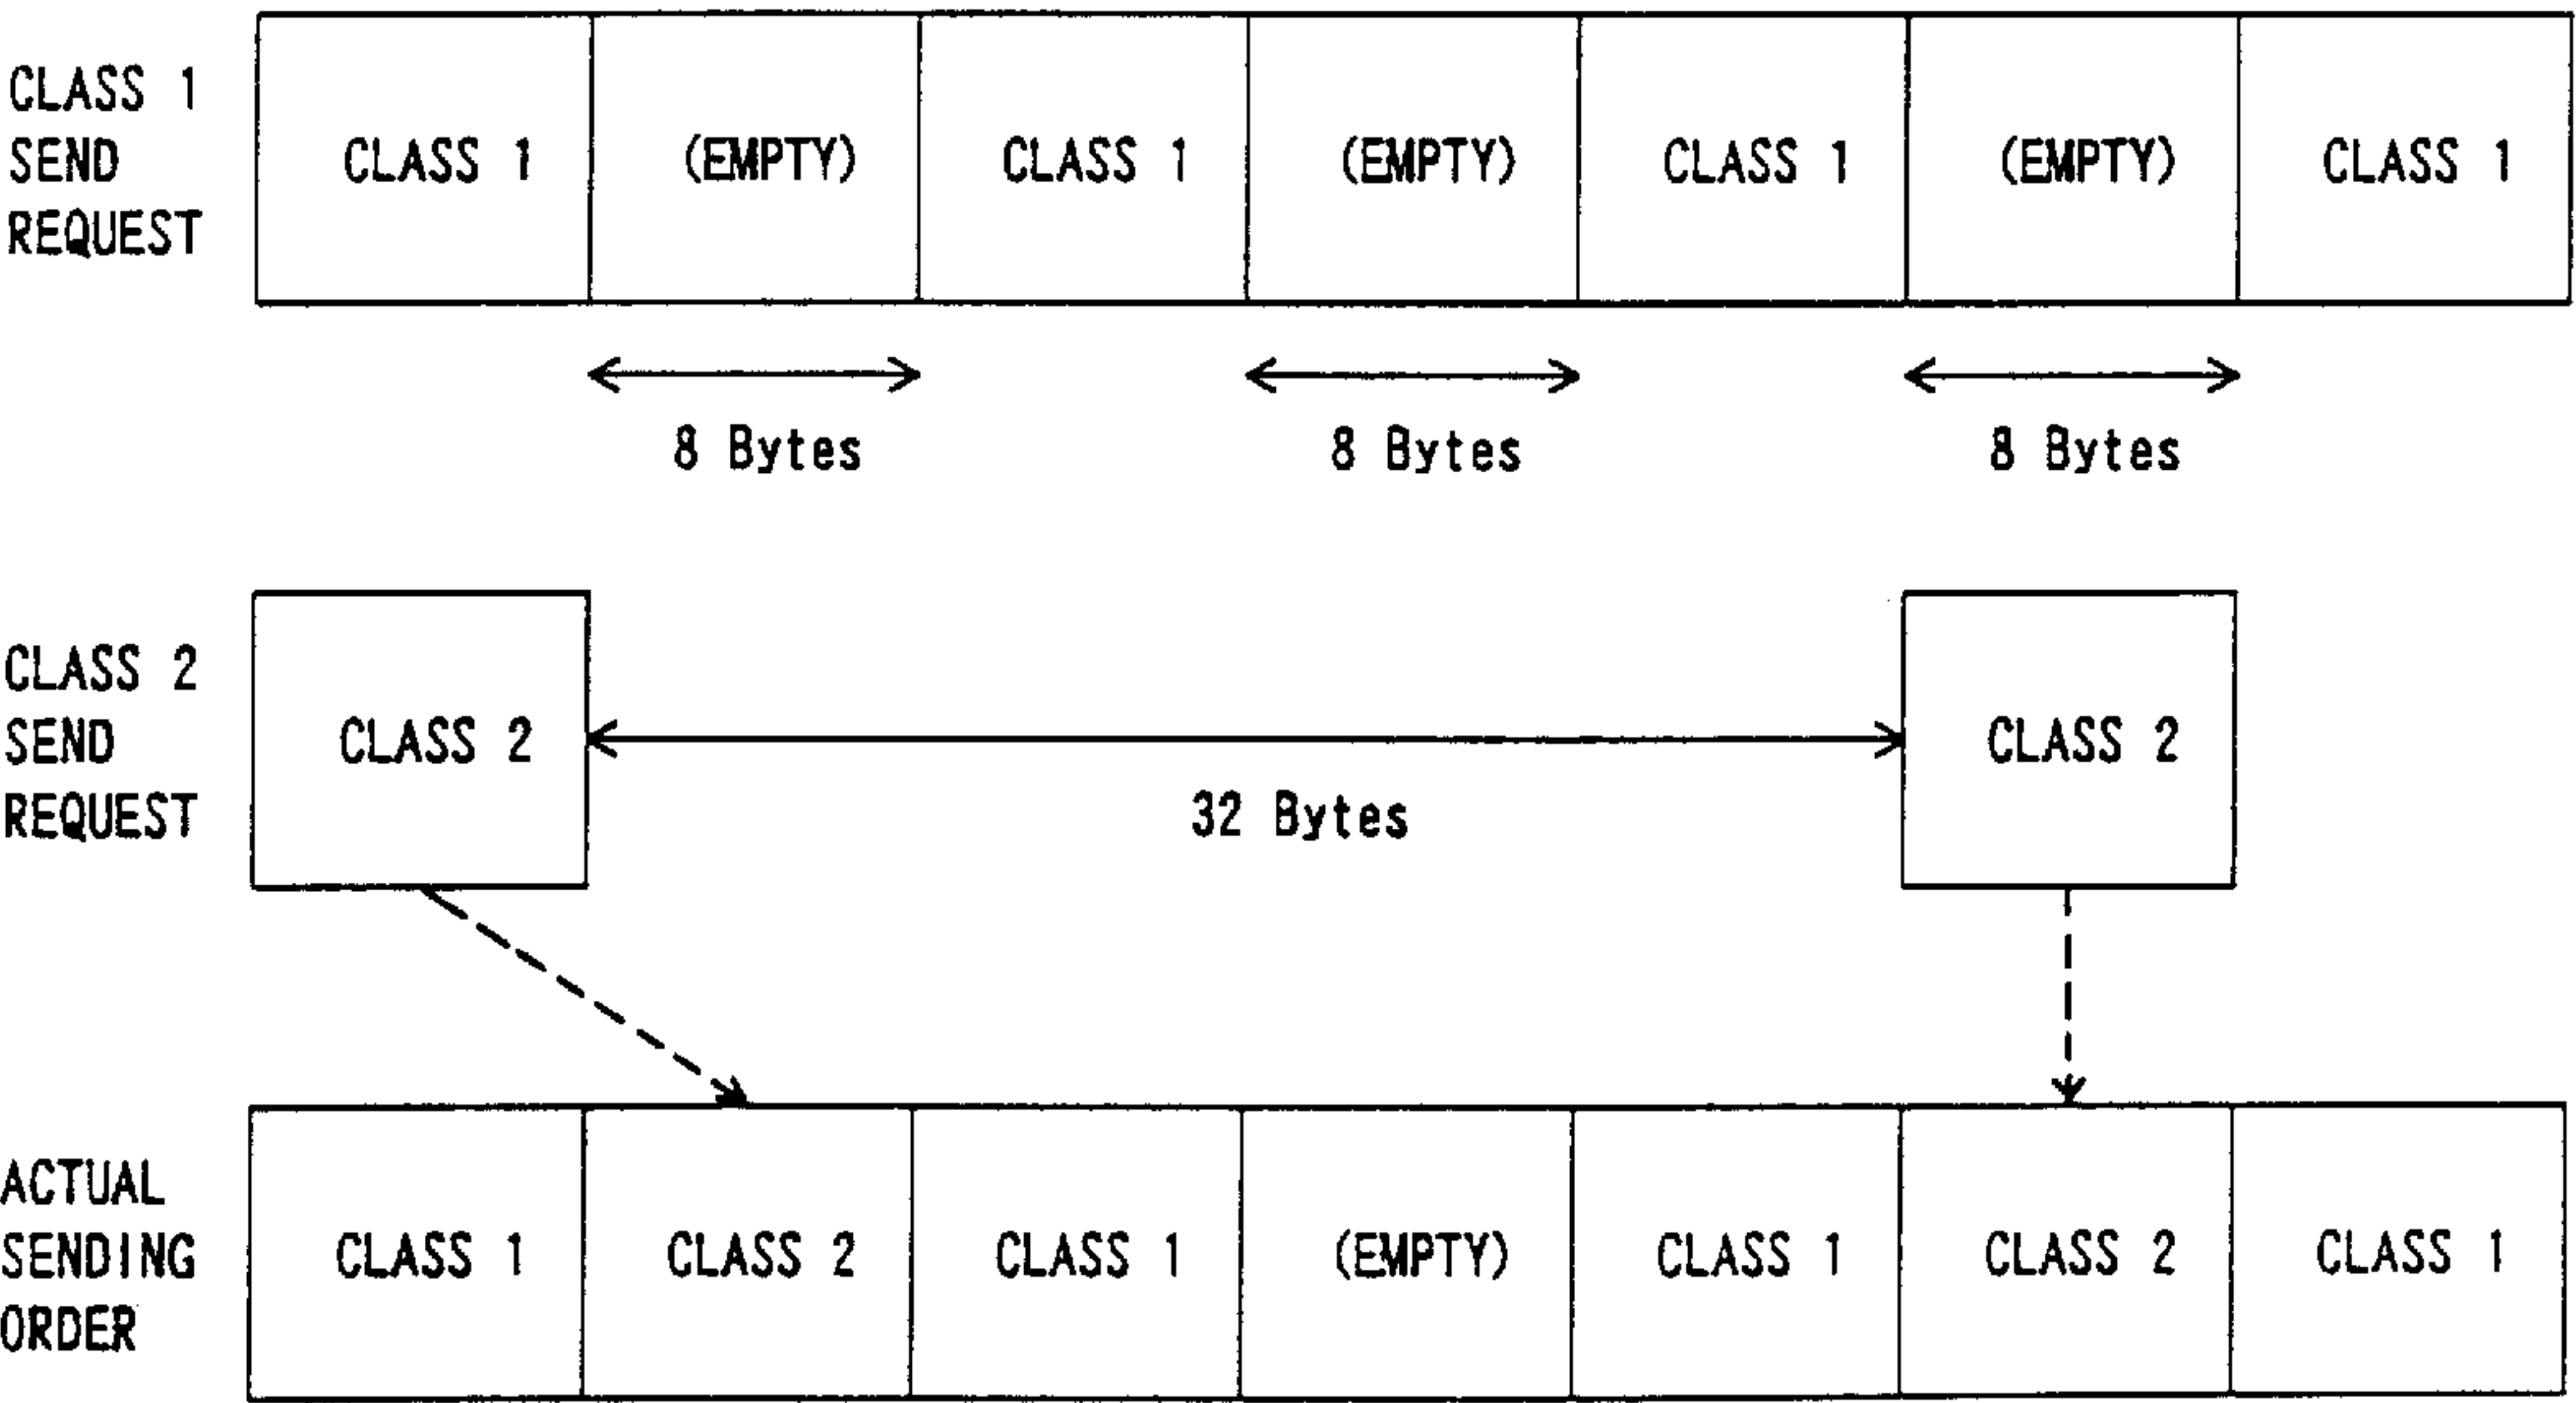 CLASS 1
SEND
REQUEST
CLASS 1 (EMPTY) CLASS 1 (EMPTY) CLASS 1 (EMPTY) CLASS 1
8 Bytes 8 Bytes 8 Bytes
CLASS 2
SEND
REQUEST
CLASS 2 CLASS 2
32 Bytes
ACTUAL
SENDING
ORDER
CLASS 1 CLASS 2 CLASS 1 (EMPTY) CLASS 1 CLASS 2 CLASS 1